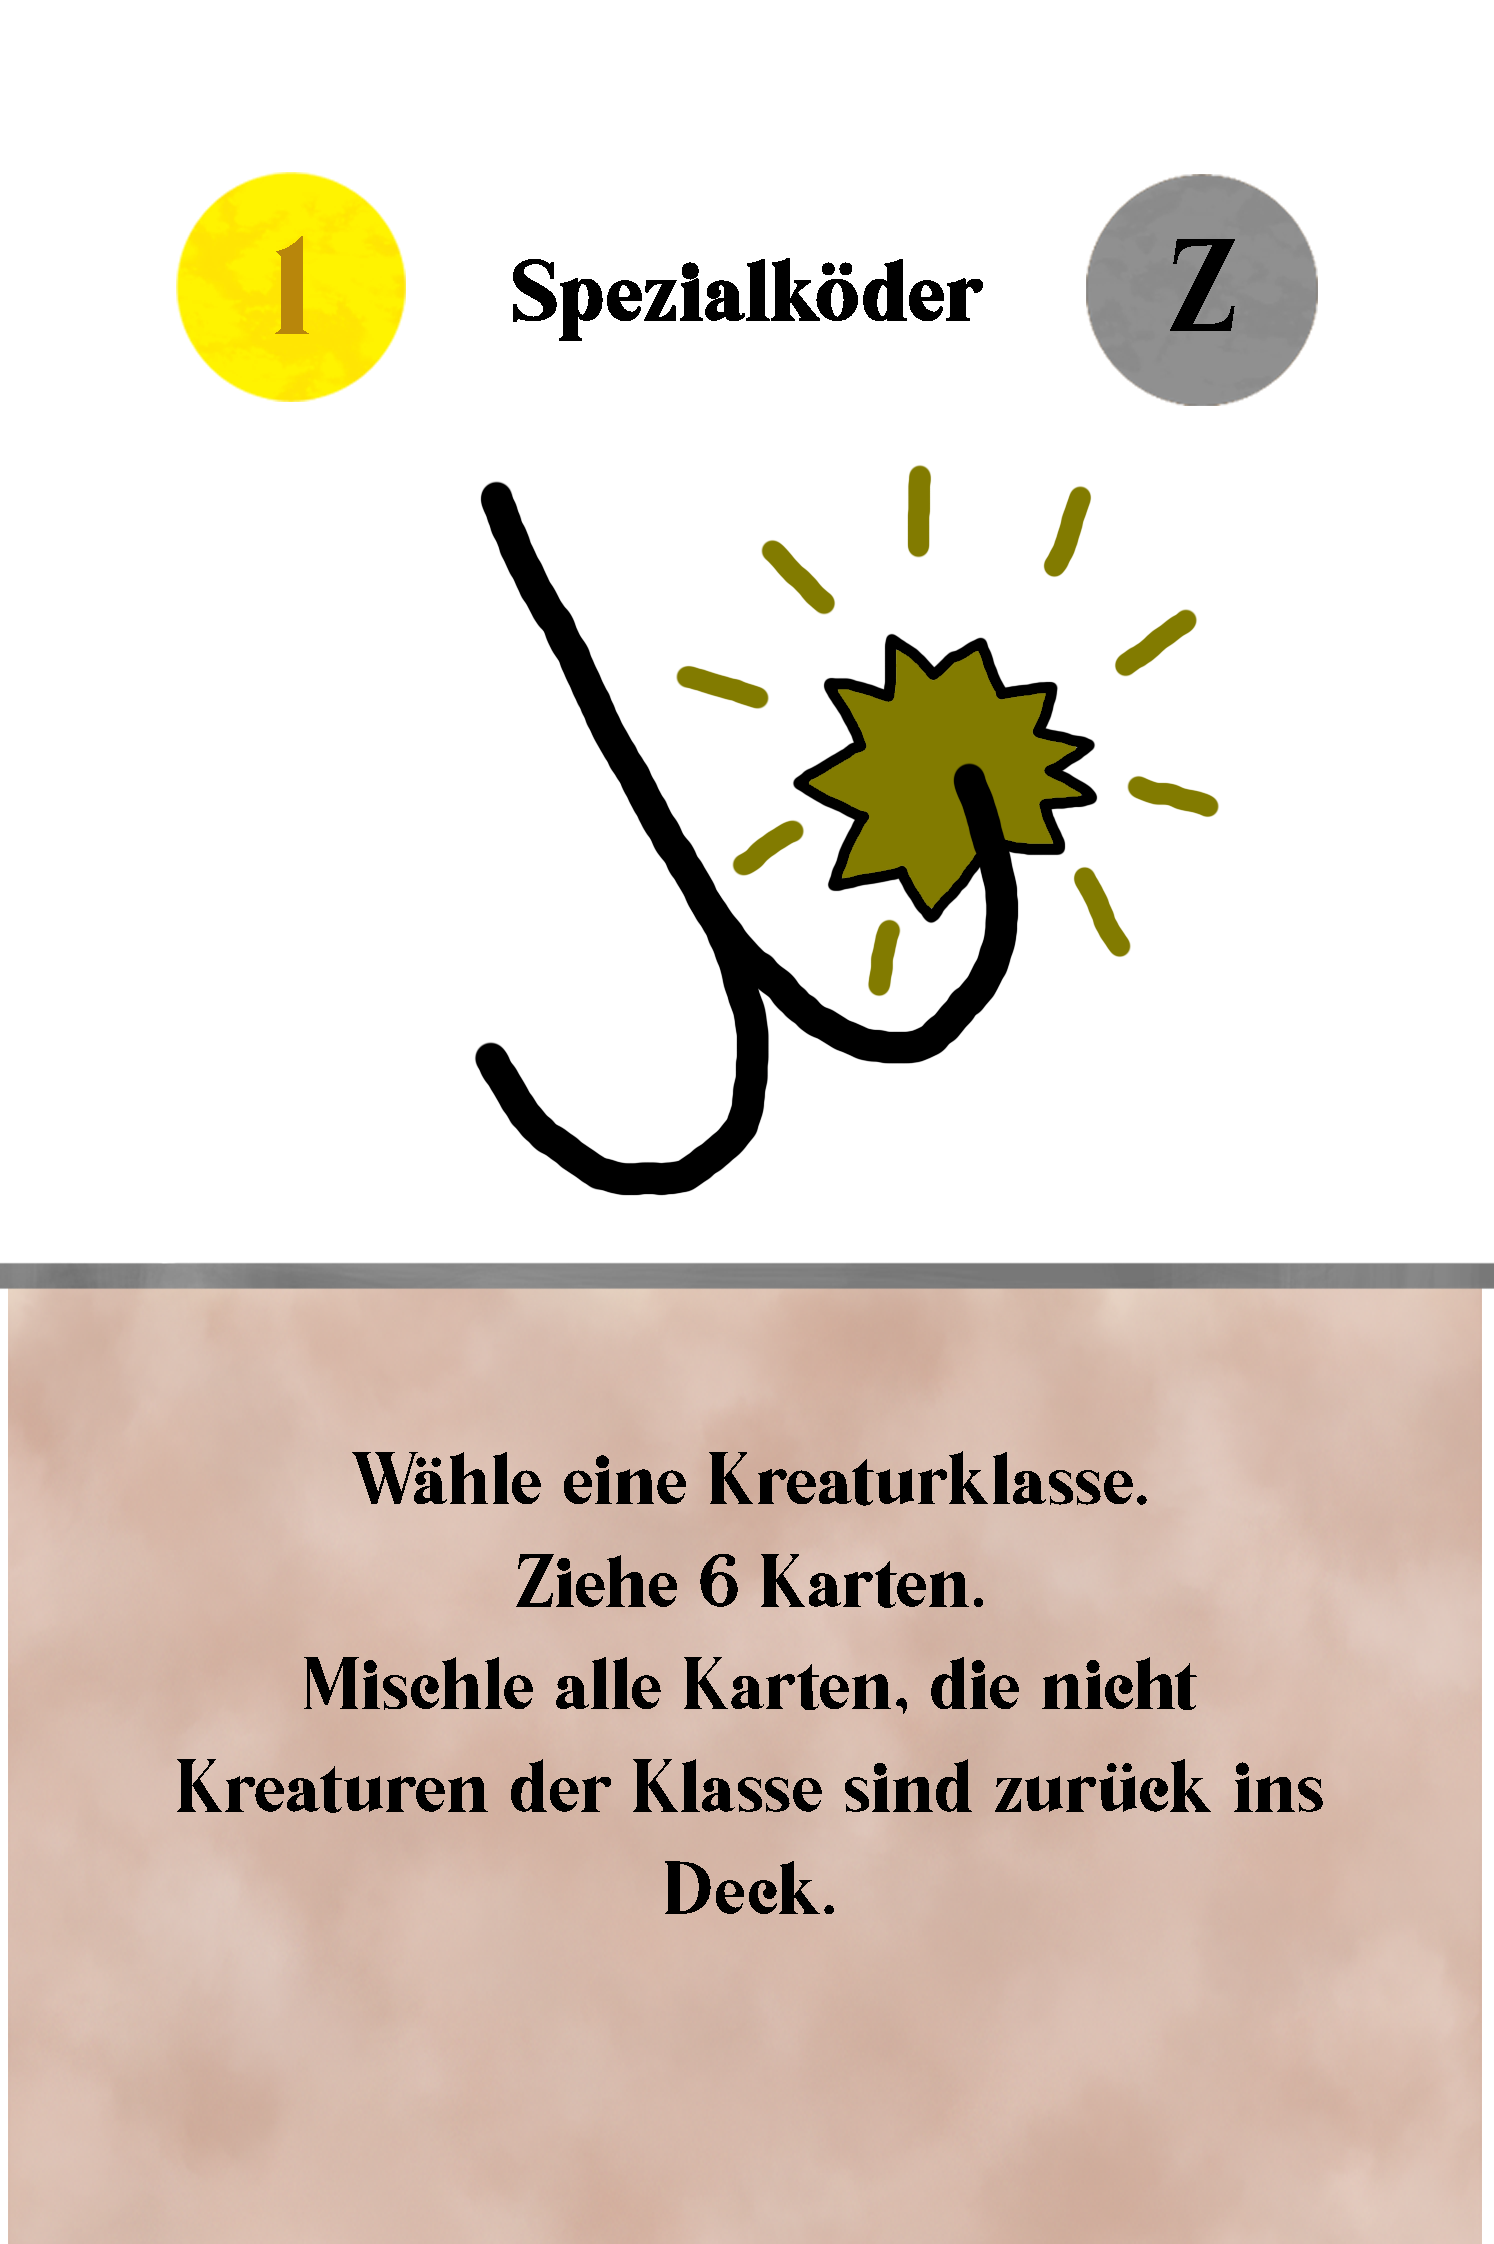 1 Spezialköder Z
Wähle eine Kreaturklasse.
Ziehe 6 Karten.
Mischle alle Karten, die nicht
Kreaturen der Klasse sind zurück ins
Deck.